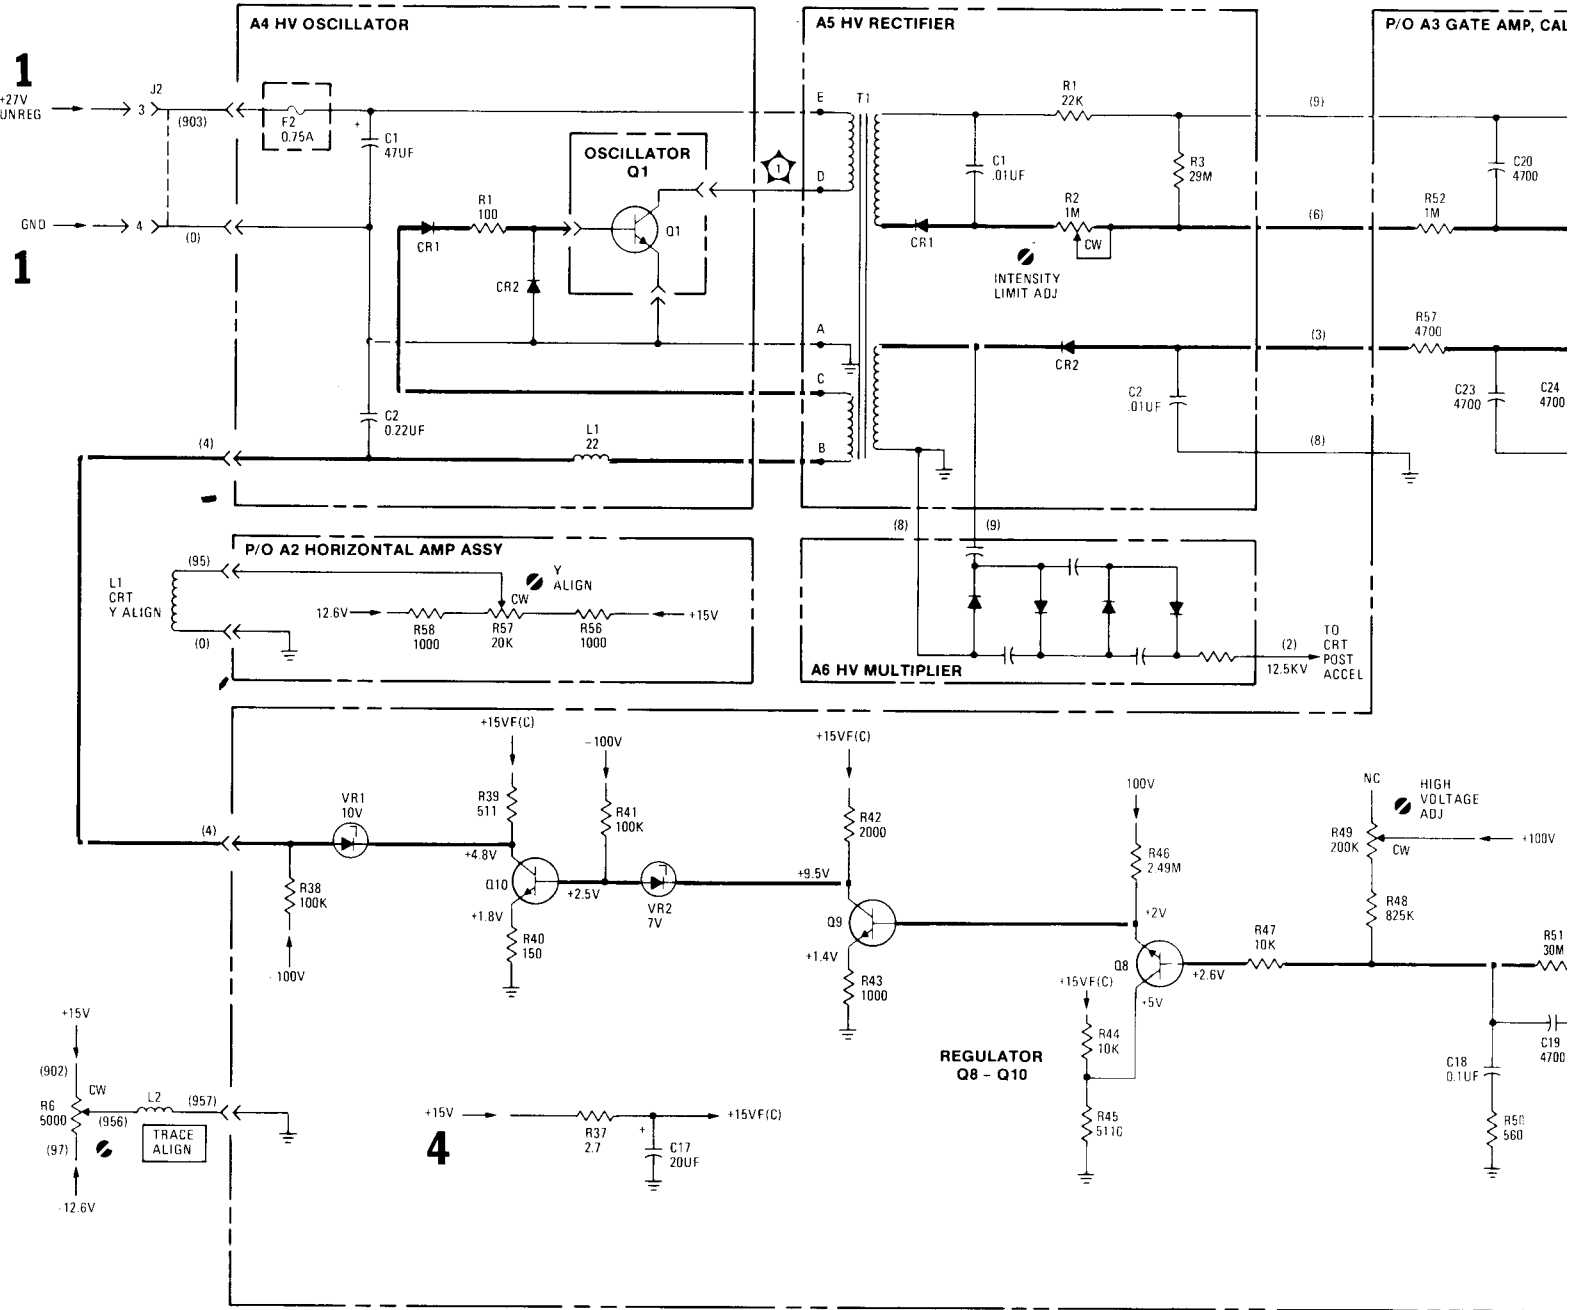 A4 HV OSCILLATOR
A5 HV RECTIFIER
P/O A3 GATE AMP, CAL
1
+27V
UNREG
J2
3
(903)
F2
0.75A
+
C1
47UF
OSCILLATOR
Q1
1
E
T1
D
R1
22K
C1
.01UF
R3
29M
(9)
C20
4700
GND
4
(0)
1
R1
100
CR1
CR2
Q1
CR1
R2
1M
CW
INTENSITY
LIMIT ADJ
(6)
R52
1M
A
C
B
CR2
(3)
R57
4700
C2
0.22UF
L1
22
(4)
C2
.01UF
(8)
C23
4700
C24
4700
(8)
(9)
P/O A2 HORIZONTAL AMP ASSY
(95)
L1
CRT
Y ALIGN
(0)
Y
ALIGN
12.6V
CW
+15V
R58
1000
R57
20K
R56
1000
A6 HV MULTIPLIER
(2)
12.5KV
TO
CRT
POST
ACCEL
+15VF(C)
-100V
+15VF(C)
100V
NC
HIGH
VOLTAGE
ADJ
VR1
10V
R39
511
R41
100K
R42
2000
R46
2.49M
R49
200K
CW
+100V
(4)
+4.8V
Q10
+2.5V
VR2
7V
+9.5V
R38
100K
+1.8V
R40
150
-100V
Q9
+2V
+1.4V
R43
1000
Q8
+2.6V
R47
10K
R48
825K
R51
30M
+15VF(C)
+5V
R44
10K
REGULATOR
Q8 – Q10
R45
5110
C18
0.1UF
C19
4700
R50
560
+15V
(902)
CW
R6
5000
(956)
L2
(957)
(97)
TRACE
ALIGN
-12.6V
+15V
4
R37
2.7
+15VF(C)
+
C17
20UF